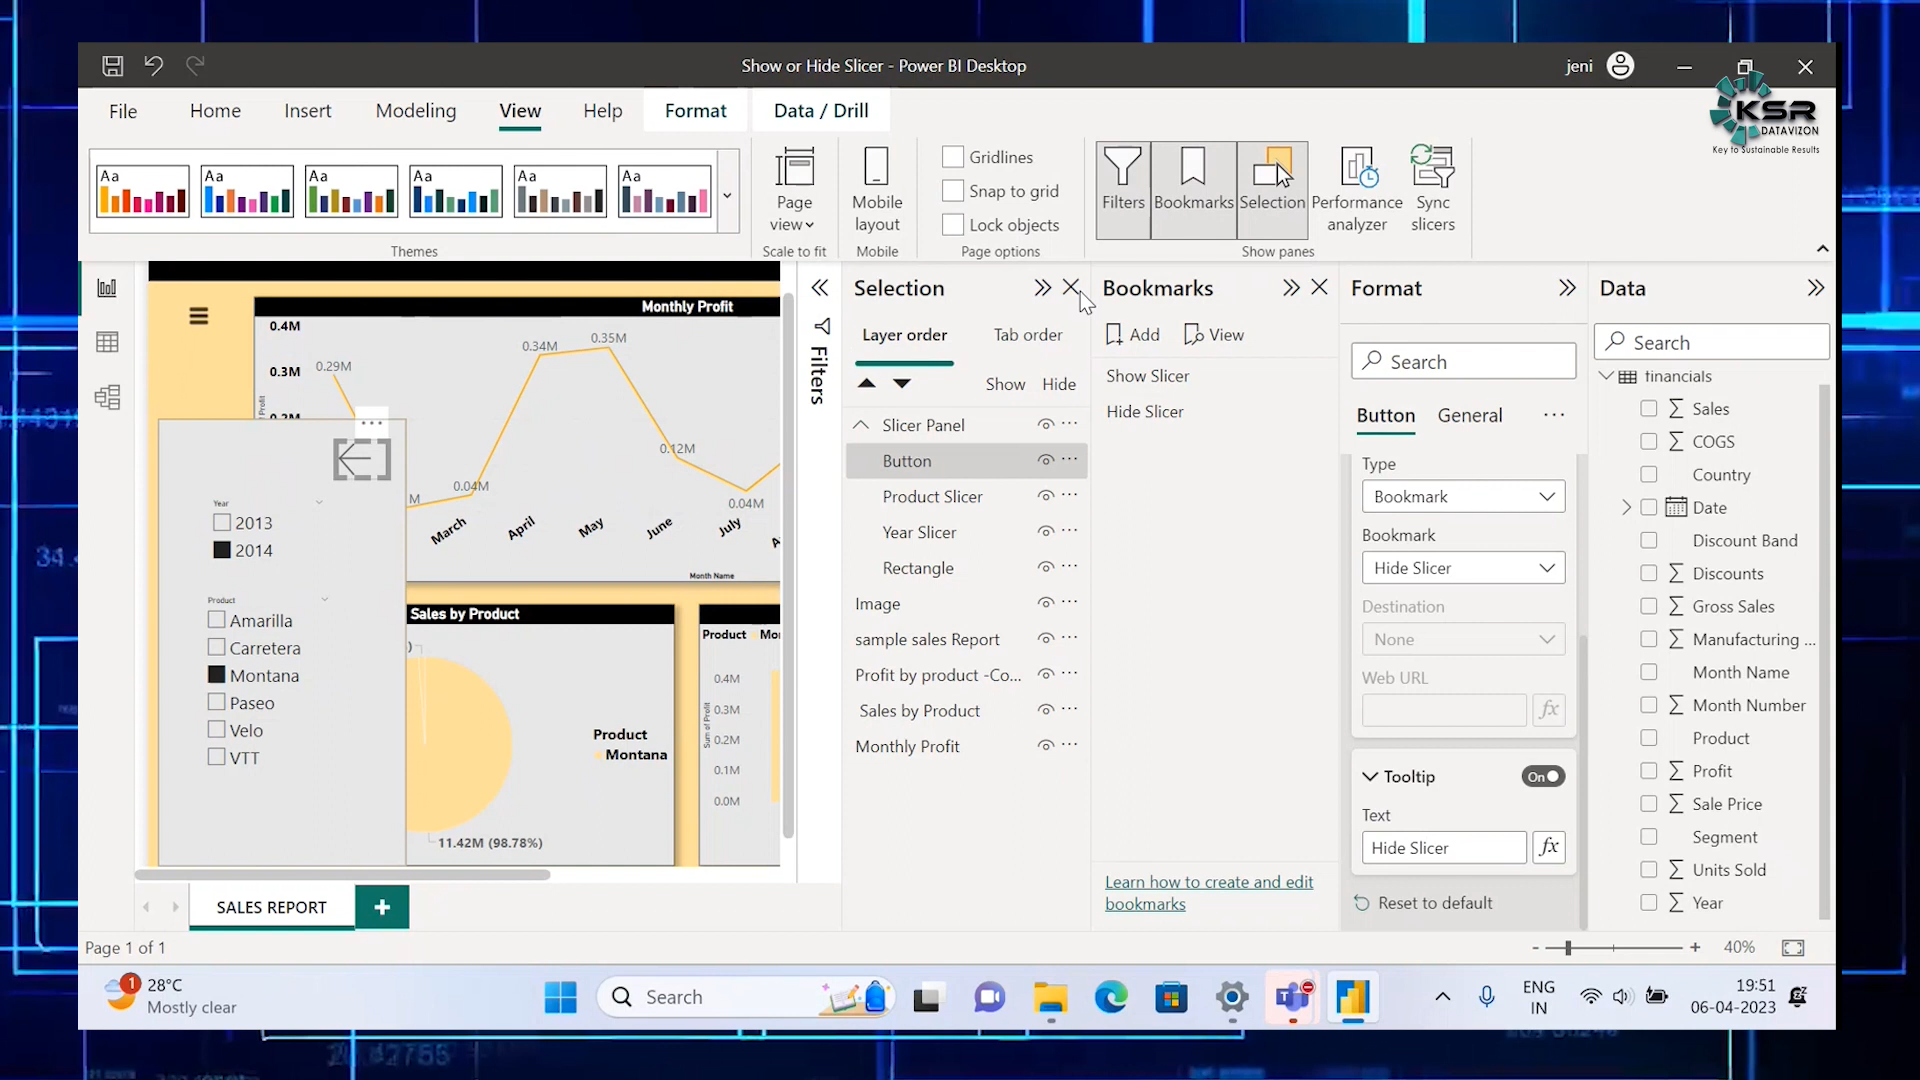 Show or Hide Slicer - Power BI Desktop
jeni
KSR
DATAVIZON
Key to Sustainable Results
File
Home
Insert
Modeling
View
Help
Format
Data / Drill
Aa
Aa
Aa
Aa
Aa
Aa
Themes
Page
view
Scale to fit
Mobile
layout
Mobile
Gridlines
Snap to grid
Lock objects
Page options
Filters
Bookmarks
Selection
Performance
analyzer
Sync
slicers
Show panes
Monthly Profit
0.4M
0.3M
0.29M
0.34M
0.35M
0.04M
0.12M
0.04M
March
April
May
June
July
Month Name
Year
2013
2014
Product
Amarilla
Carretera
Montana
Paseo
Velo
VTT
Sales by Product
Product
Montana
11.42M (98.78%)
Product
0.4M
0.3M
0.2M
0.1M
0.0M
Sum of Profit
SALES REPORT
Page 1 of 1
Filters
Selection
Layer order
Tab order
Show
Hide
Slicer Panel
Button
Product Slicer
Year Slicer
Rectangle
Image
sample sales Report
Profit by product -Co...
Sales by Product
Monthly Profit
Bookmarks
Add
View
Show Slicer
Hide Slicer
Learn how to create and edit
bookmarks
Format
Search
Button
General
Type
Bookmark
Bookmark
Hide Slicer
Destination
None
Web URL
fx
Tooltip
On
Text
Hide Slicer
fx
Reset to default
Data
Search
financials
Sales
COGS
Country
Date
Discount Band
Discounts
Gross Sales
Manufacturing ...
Month Name
Month Number
Product
Profit
Sale Price
Segment
Units Sold
Year
40%
1
28°C
Mostly clear
Search
ENG
IN
19:51
06-04-2023